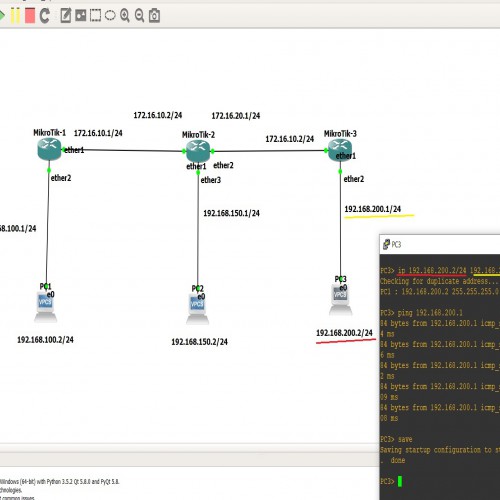 172.16.10.2/24
172.16.20.1/24
MikroTik-1
172.16.10.1/24
MikroTik-2
172.16.10.2/24
MikroTik-3
ether1
ether1
ether2
ether1
ether2
ether3
ether2
68.100.1/24
192.168.150.1/24
192.168.200.1/24
PC1
e0
VPCS
PC2
e0
VPCS
PC3
e0
VPCS
192.168.100.2/24
192.168.150.2/24
192.168.200.2/24
PC3
PC3> ip 192.168.200.2/24 192.168.
Checking for duplicate address...
PC1 : 192.168.200.2 255.255.255.0
PC3> ping 192.168.200.1
84 bytes from 192.168.200.1 icmp_
4 ms
84 bytes from 192.168.200.1 icmp_
6 ms
84 bytes from 192.168.200.1 icmp_
2 ms
84 bytes from 192.168.200.1 icmp_
09 ms
84 bytes from 192.168.200.1 icmp_
08 ms
PC3> save
Saving startup configuration to s
. done
PC3>
Windows (64-bit) with Python 3.5.2 Qt 5.8.0 and PyQt 5.8.
chnologies.
t common issues